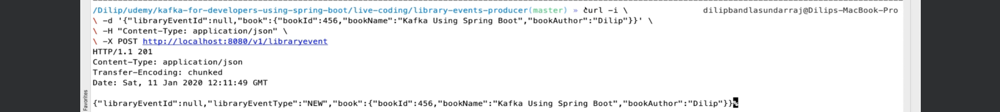 /Dilip/udemy/kafka-for-developers-using-spring-boot/live-coding/library-events-producer(master) » curl -i \ dilipbandlasundarraj@Dilips-MacBook-Pro
\ -d '{"libraryEventId":null,"book":{"bookId":456,"bookName":"Kafka Using Spring Boot","bookAuthor":"Dilip"}}' \
\ -H "Content-Type: application/json" \
\ -X POST http://localhost:8080/v1/libraryevent
HTTP/1.1 201
Content-Type: application/json
Transfer-Encoding: chunked
Date: Sat, 11 Jan 2020 12:11:49 GMT
{"libraryEventId":null,"libraryEventType":"NEW","book":{"bookId":456,"bookName":"Kafka Using Spring Boot","bookAuthor":"Dilip"}}%
Favorites